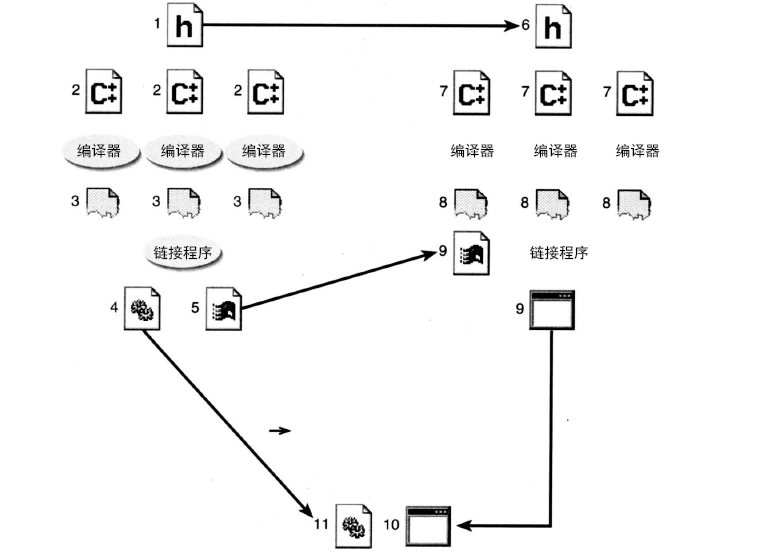 1 h 6 h
2 C++ 2 C++ 2 C++ 7 C++ 7 C++ 7 C++
编译器 编译器 编译器 编译器 编译器 编译器
3 3 3 8 8 8
链接程序 9 链接程序
4 5 9
11 10